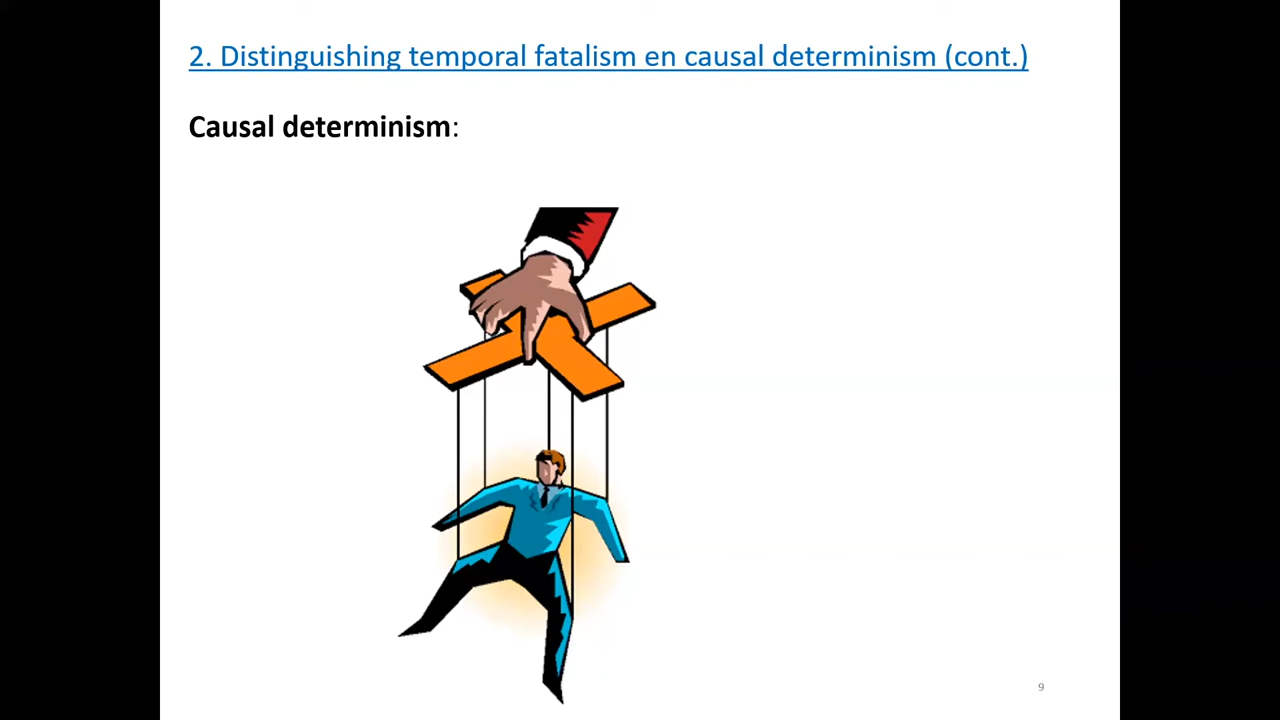 2. Distinguishing temporal fatalism en causal determinism (cont.)
Causal determinism:
9